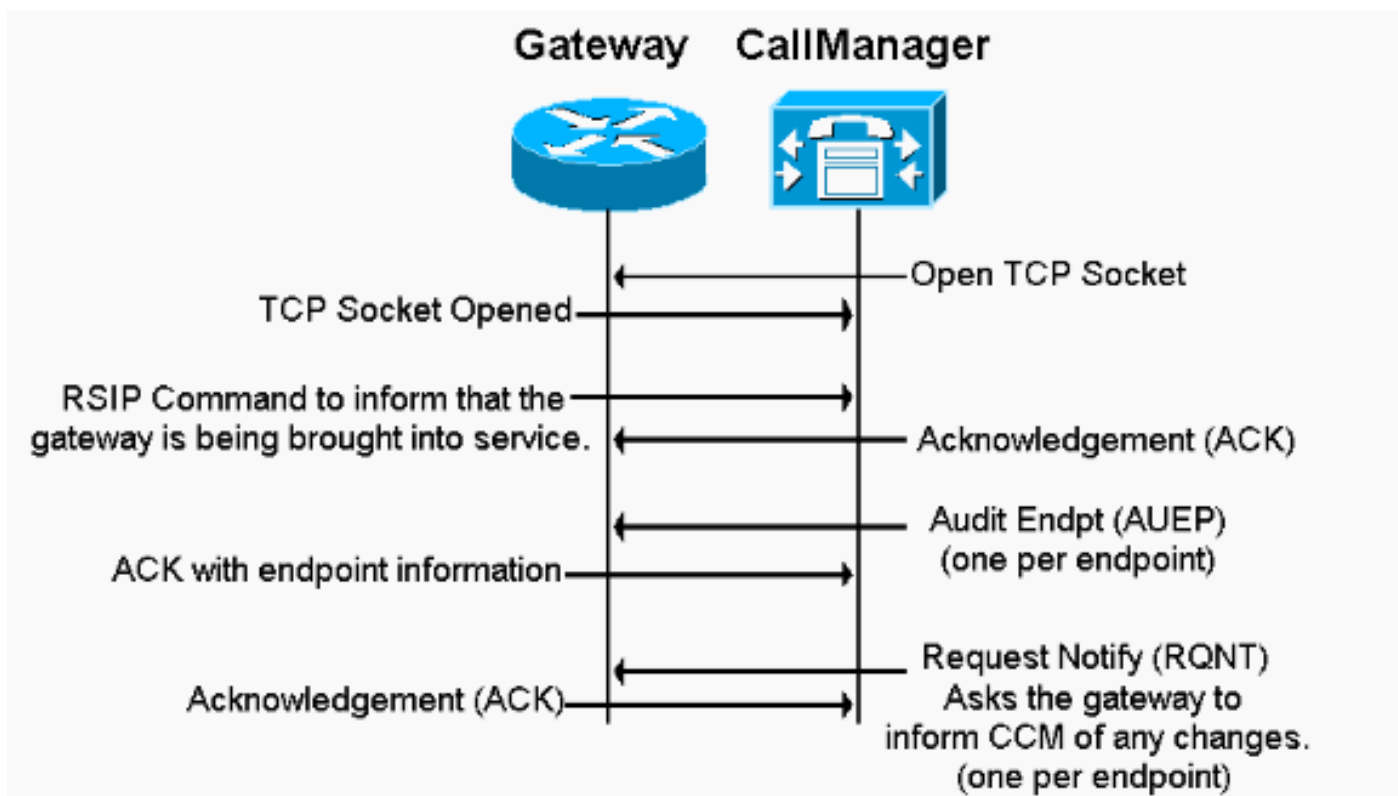 Gateway CallManager
Open TCP Socket
TCP Socket Opened
RSIP Command to inform that the
gateway is being brought into service.
Acknowledgement (ACK)
Audit Endpt (AUEP)
(one per endpoint)
ACK with endpoint information
Request Notify (RQNT)
Asks the gateway to
inform CCM of any changes.
(one per endpoint)
Acknowledgement (ACK)